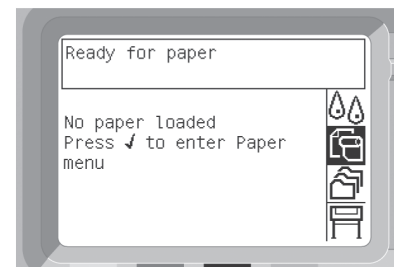 Ready for paper
No paper loaded
Press ✓ to enter Paper
menu